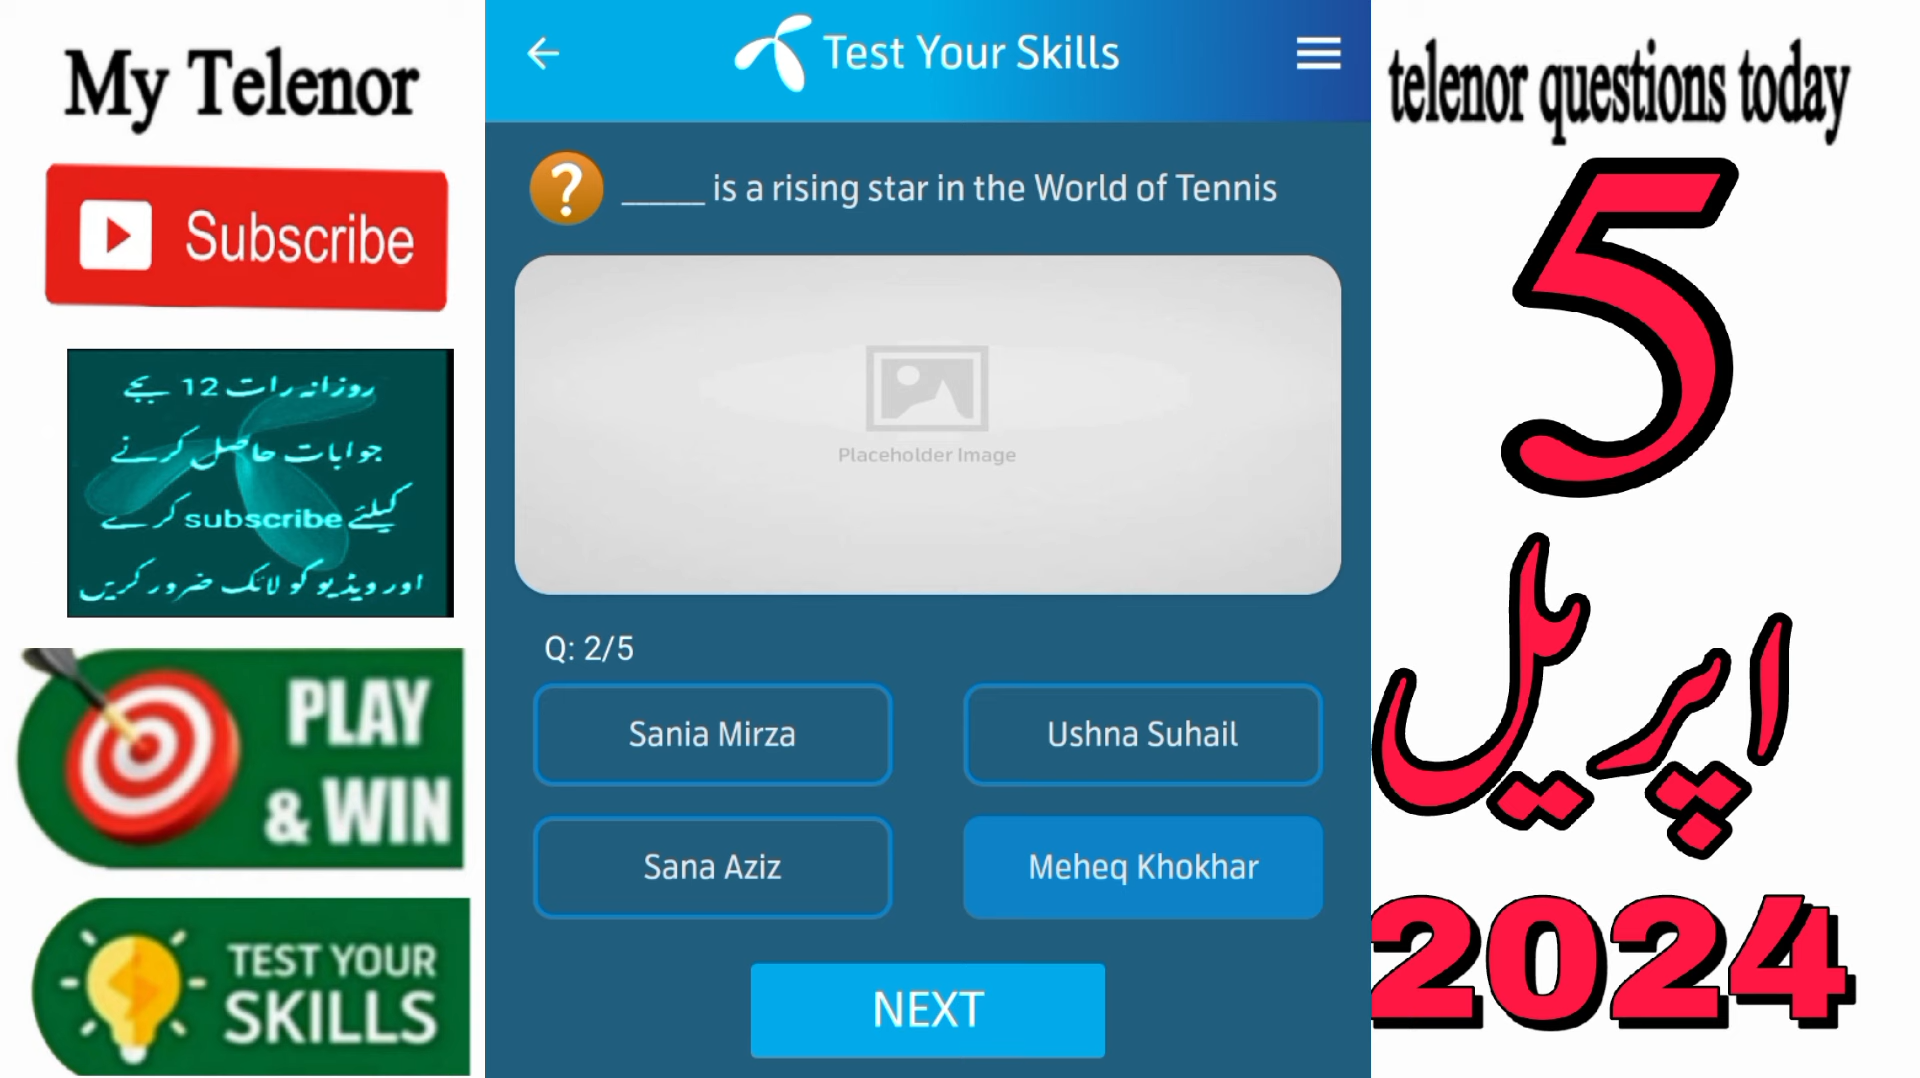 My Telenor
Subscribe
روزانہ رات 12 بجے
جوابات حاصل کرنے
کیلئے subscribe کرے
اور ویڈیو کو لائک ضرور کریں
PLAY
& WIN
TEST YOUR
SKILLS
Test Your Skills
? _____ is a rising star in the World of Tennis
Placeholder Image
Q: 2/5
Sania Mirza
Ushna Suhail
Sana Aziz
Meheq Khokhar
NEXT
telenor questions today
5
اپریل
2024